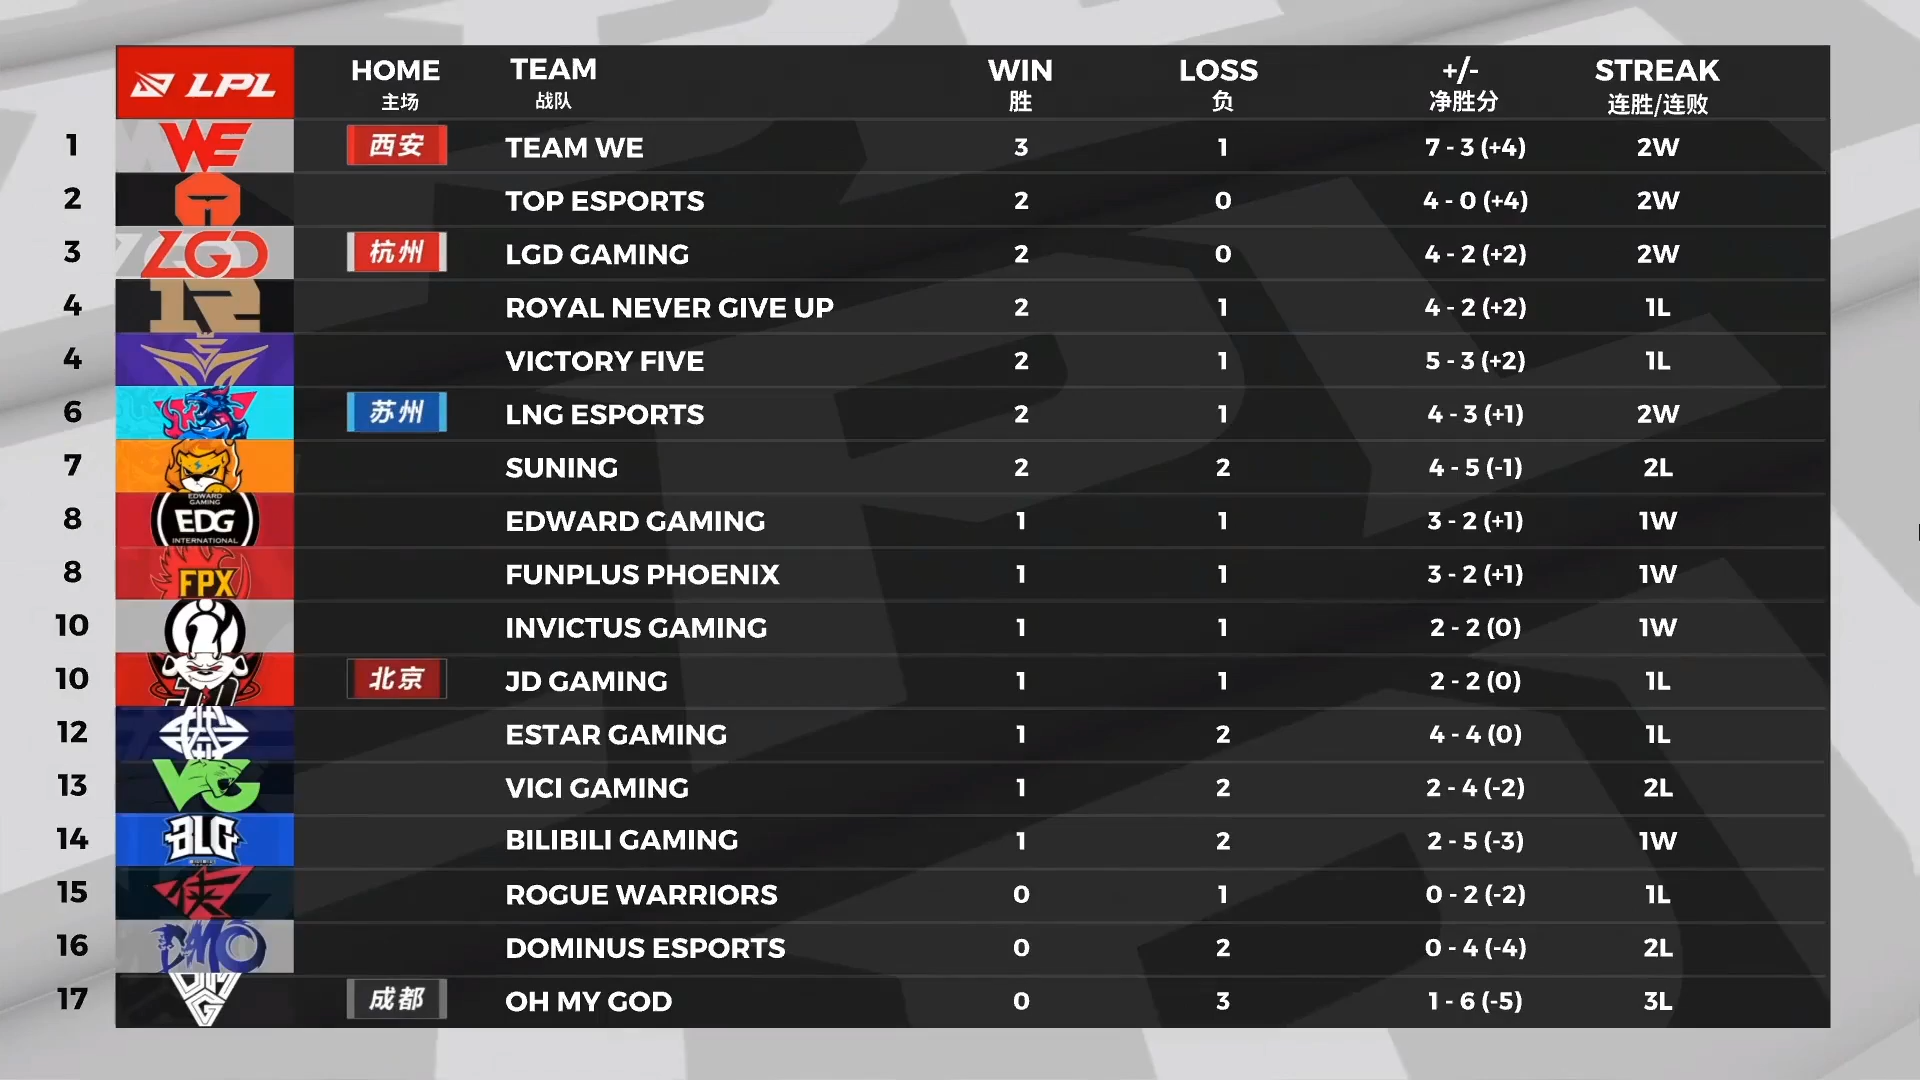 LPL HOME TEAM WIN LOSS +/- STREAK
主场 战队 胜 负 净胜分 连胜/连败
1 WE 西安 TEAM WE 3 1 7 - 3 (+4) 2W
2 TOP ESPORTS 2 0 4 - 0 (+4) 2W
3 LGD 杭州 LGD GAMING 2 0 4 - 2 (+2) 2W
4 ROYAL NEVER GIVE UP 2 1 4 - 2 (+2) 1L
4 VICTORY FIVE 2 1 5 - 3 (+2) 1L
6 苏州 LNG ESPORTS 2 1 4 - 3 (+1) 2W
7 SUNING 2 2 4 - 5 (-1) 2L
EDWARD
GAMING
8 EDG EDWARD GAMING 1 1 3 - 2 (+1) 1W
INTERNATIONAL
8 FPX FUNPLUS PHOENIX 1 1 3 - 2 (+1) 1W
10 INVICTUS GAMING 1 1 2 - 2 (0) 1W
10 JD 北京 JD GAMING 1 1 2 - 2 (0) 1L
12 ESTAR GAMING 1 2 4 - 4 (0) 1L
13 VG VICI GAMING 1 2 2 - 4 (-2) 2L
14 BLG BILIBILI GAMING 1 2 2 - 5 (-3) 1W
15 侠 ROGUE WARRIORS 0 1 0 - 2 (-2) 1L
16 DMO DOMINUS ESPORTS 0 2 0 - 4 (-4) 2L
17 OMG 成都 OH MY GOD 0 3 1 - 6 (-5) 3L